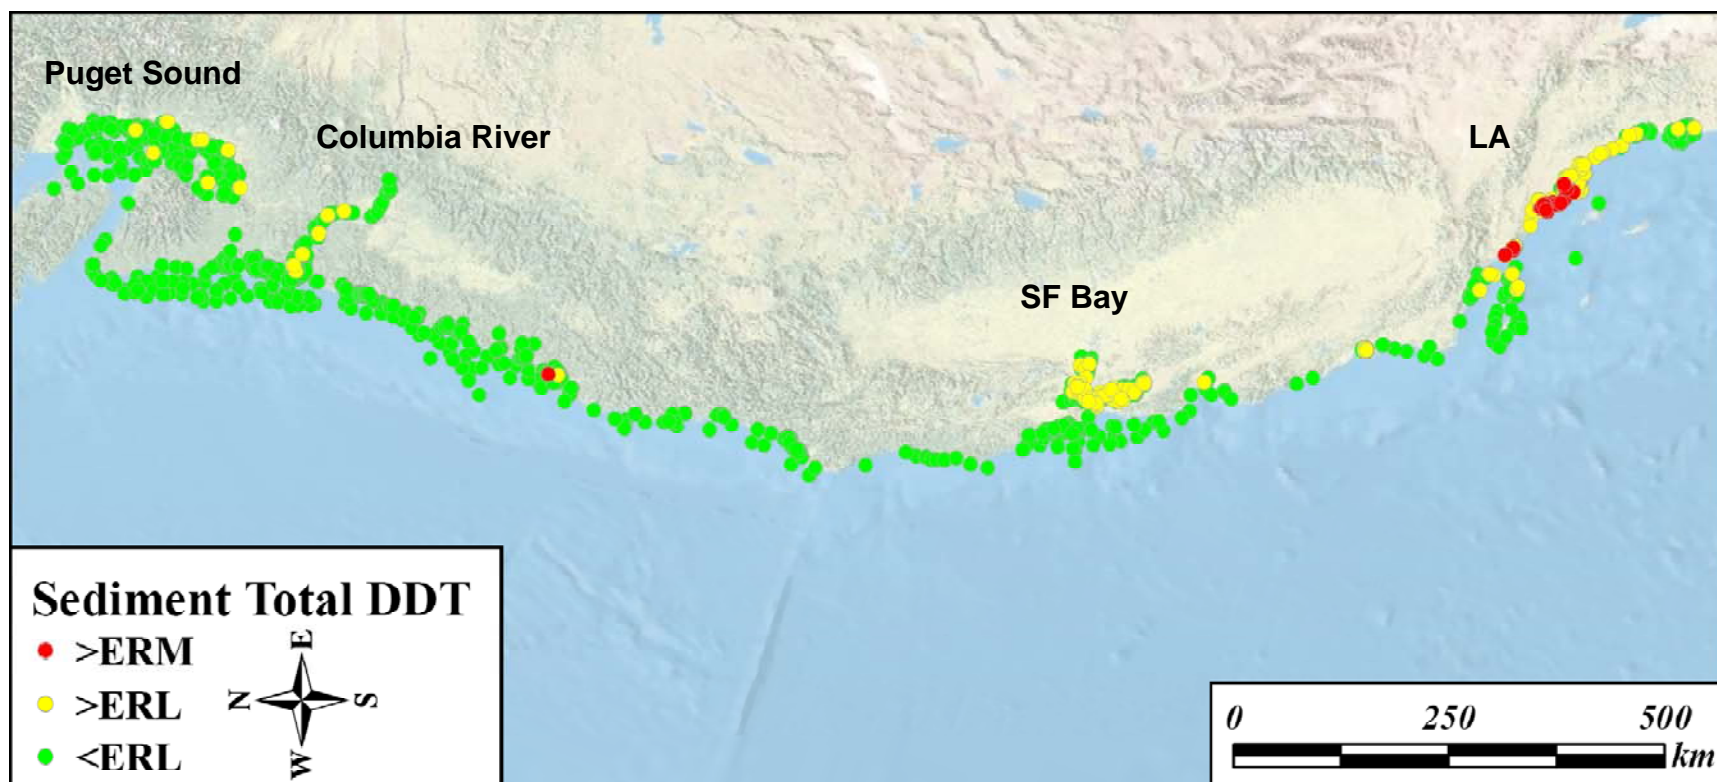 Puget Sound
Columbia River
LA
SF Bay
Sediment Total DDT
>ERM
>ERL
<ERL
E
N
S
W
0 250 500
km